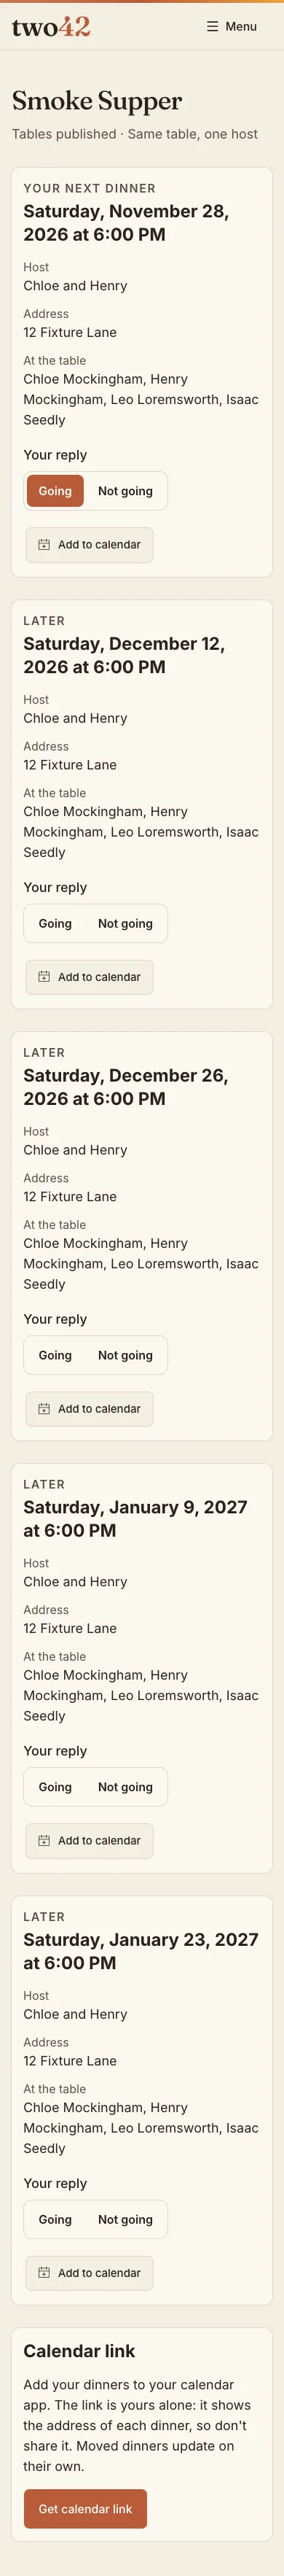 two42
Menu
Smoke Supper
Tables published · Same table, one host
YOUR NEXT DINNER
Saturday, November 28,
2026 at 6:00 PM
Host
Chloe and Henry
Address
12 Fixture Lane
At the table
Chloe Mockingham, Henry
Mockingham, Leo Loremsworth, Isaac
Seedly
Your reply
Going Not going
Add to calendar
LATER
Saturday, December 12,
2026 at 6:00 PM
Host
Chloe and Henry
Address
12 Fixture Lane
At the table
Chloe Mockingham, Henry
Mockingham, Leo Loremsworth, Isaac
Seedly
Your reply
Going Not going
Add to calendar
LATER
Saturday, December 26,
2026 at 6:00 PM
Host
Chloe and Henry
Address
12 Fixture Lane
At the table
Chloe Mockingham, Henry
Mockingham, Leo Loremsworth, Isaac
Seedly
Your reply
Going Not going
Add to calendar
LATER
Saturday, January 9, 2027
at 6:00 PM
Host
Chloe and Henry
Address
12 Fixture Lane
At the table
Chloe Mockingham, Henry
Mockingham, Leo Loremsworth, Isaac
Seedly
Your reply
Going Not going
Add to calendar
LATER
Saturday, January 23, 2027
at 6:00 PM
Host
Chloe and Henry
Address
12 Fixture Lane
At the table
Chloe Mockingham, Henry
Mockingham, Leo Loremsworth, Isaac
Seedly
Your reply
Going Not going
Add to calendar
Calendar link
Add your dinners to your calendar
app. The link is yours alone: it shows
the address of each dinner, so don't
share it. Moved dinners update on
their own.
Get calendar link